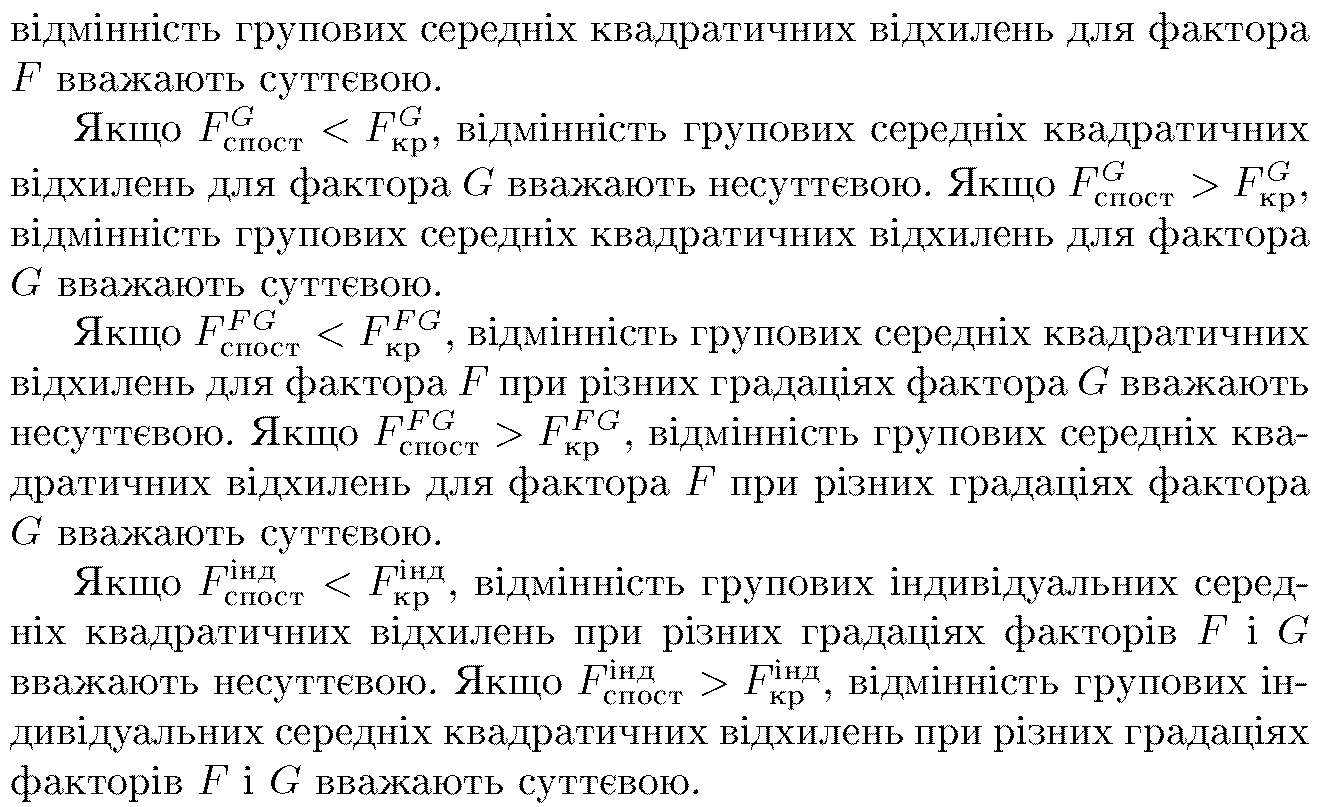 відмінність групових середніх квадратичних відхилень для фактора
F вважають суттєвою.
Якщо F^G_спост < F^G_кр, відмінність групових середніх квадратичних
відхилень для фактора G вважають несуттєвою. Якщо F^G_спост > F^G_кр,
відмінність групових середніх квадратичних відхилень для фактора
G вважають суттєвою.
Якщо F^{FG}_спост < F^{FG}_кр, відмінність групових середніх квадратичних
відхилень для фактора F при різних градаціях фактора G вважають
несуттєвою. Якщо F^{FG}_спост > F^{FG}_кр, відмінність групових середніх ква-
дратичних відхилень для фактора F при різних градаціях фактора
G вважають суттєвою.
Якщо F^{інд}_спост < F^{інд}_кр, відмінність групових індивідуальних серед-
ніх квадратичних відхилень при різних градаціях факторів F і G
вважають несуттєвою. Якщо F^{інд}_спост > F^{інд}_кр, відмінність групових ін-
дивідуальних середніх квадратичних відхилень при різних градаціях
факторів F і G вважають суттєвою.